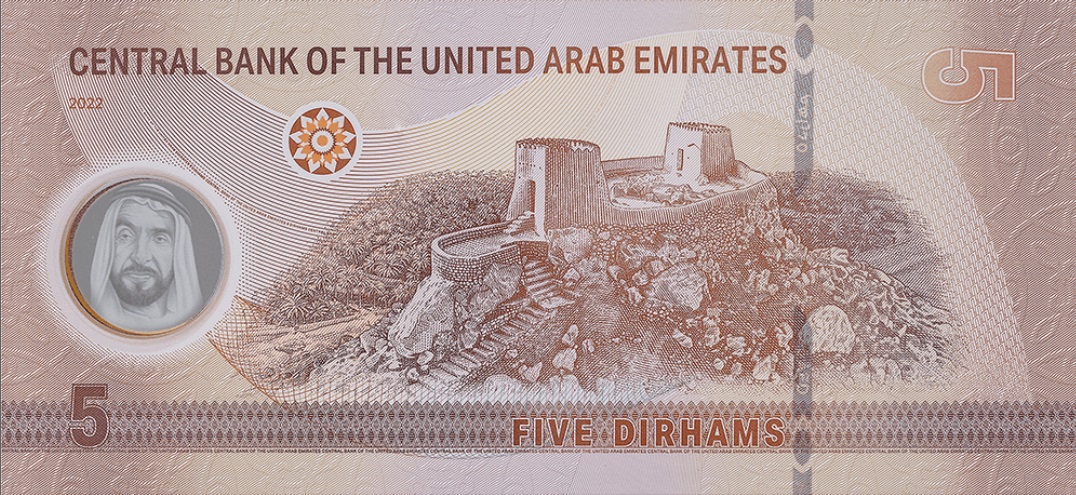 CENTRAL BANK OF THE UNITED ARAB EMIRATES
2022
5
5
FIVE DIRHAMS